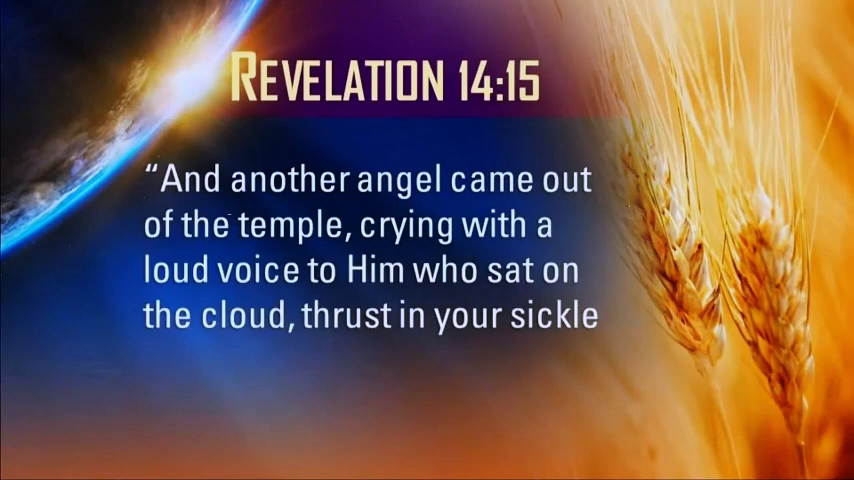 REVELATION 14:15
“And another angel came out
of the temple, crying with a
loud voice to Him who sat on
the cloud, thrust in your sickle